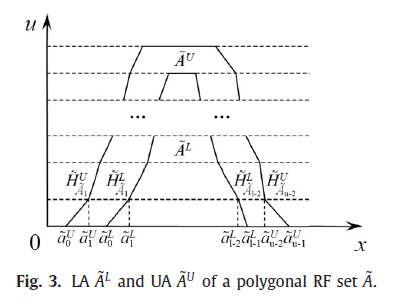 u
Ã^U
... ...
Ã^L
H̃^U_{Ã_1} H̃^L_{Ã_1} H̃^L_{Ã_{l-2}} H̃^U_{Ã_{u-2}}
0 ã^U_0 ã^U_1 ã^L_0 ã^L_1 ã^L_{l-2} ã^L_{l-1} ã^U_{u-2} ã^U_{u-1}
x
Fig. 3. LA Ã^L and UA Ã^U of a polygonal RF set Ã.